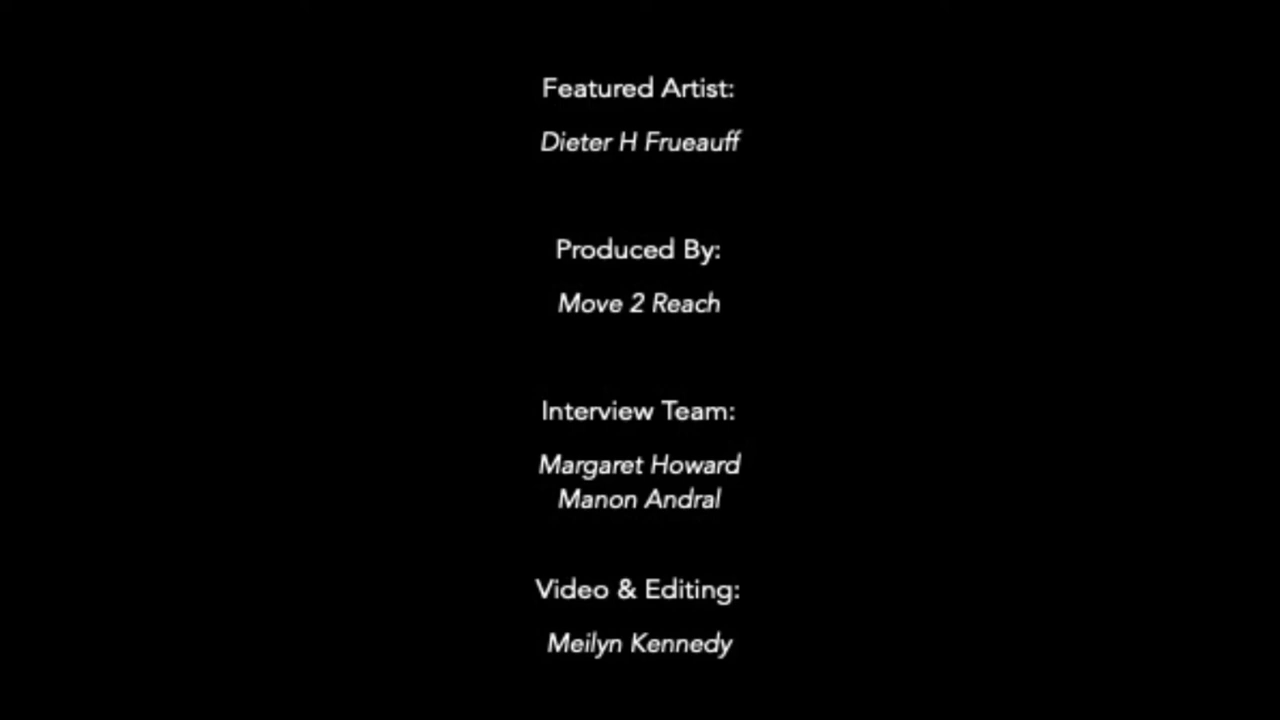 Featured Artist:
Dieter H Frueauff
Produced By:
Move 2 Reach
Interview Team:
Margaret Howard
Manon Andral
Video & Editing:
Meilyn Kennedy